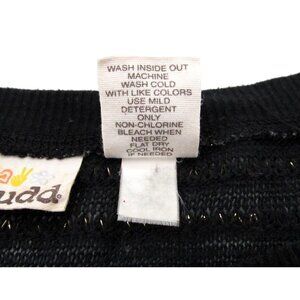 WASH INSIDE OUT
MACHINE
WASH COLD
WITH LIKE COLORS
USE MILD
DETERGENT
ONLY
NON-CHLORINE
BLEACH WHEN
NEEDED
FLAT DRY
COOL IRON
IF NEEDED
udd